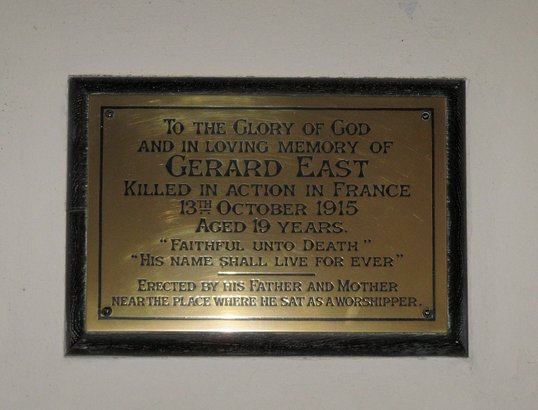 To the Glory of God
and in loving memory of
Gerard East
Killed in action in France
13th October 1915
Aged 19 years.
"Faithful unto Death"
"His name shall live for ever"
Erected by his Father and Mother
near the place where he sat as a worshipper.